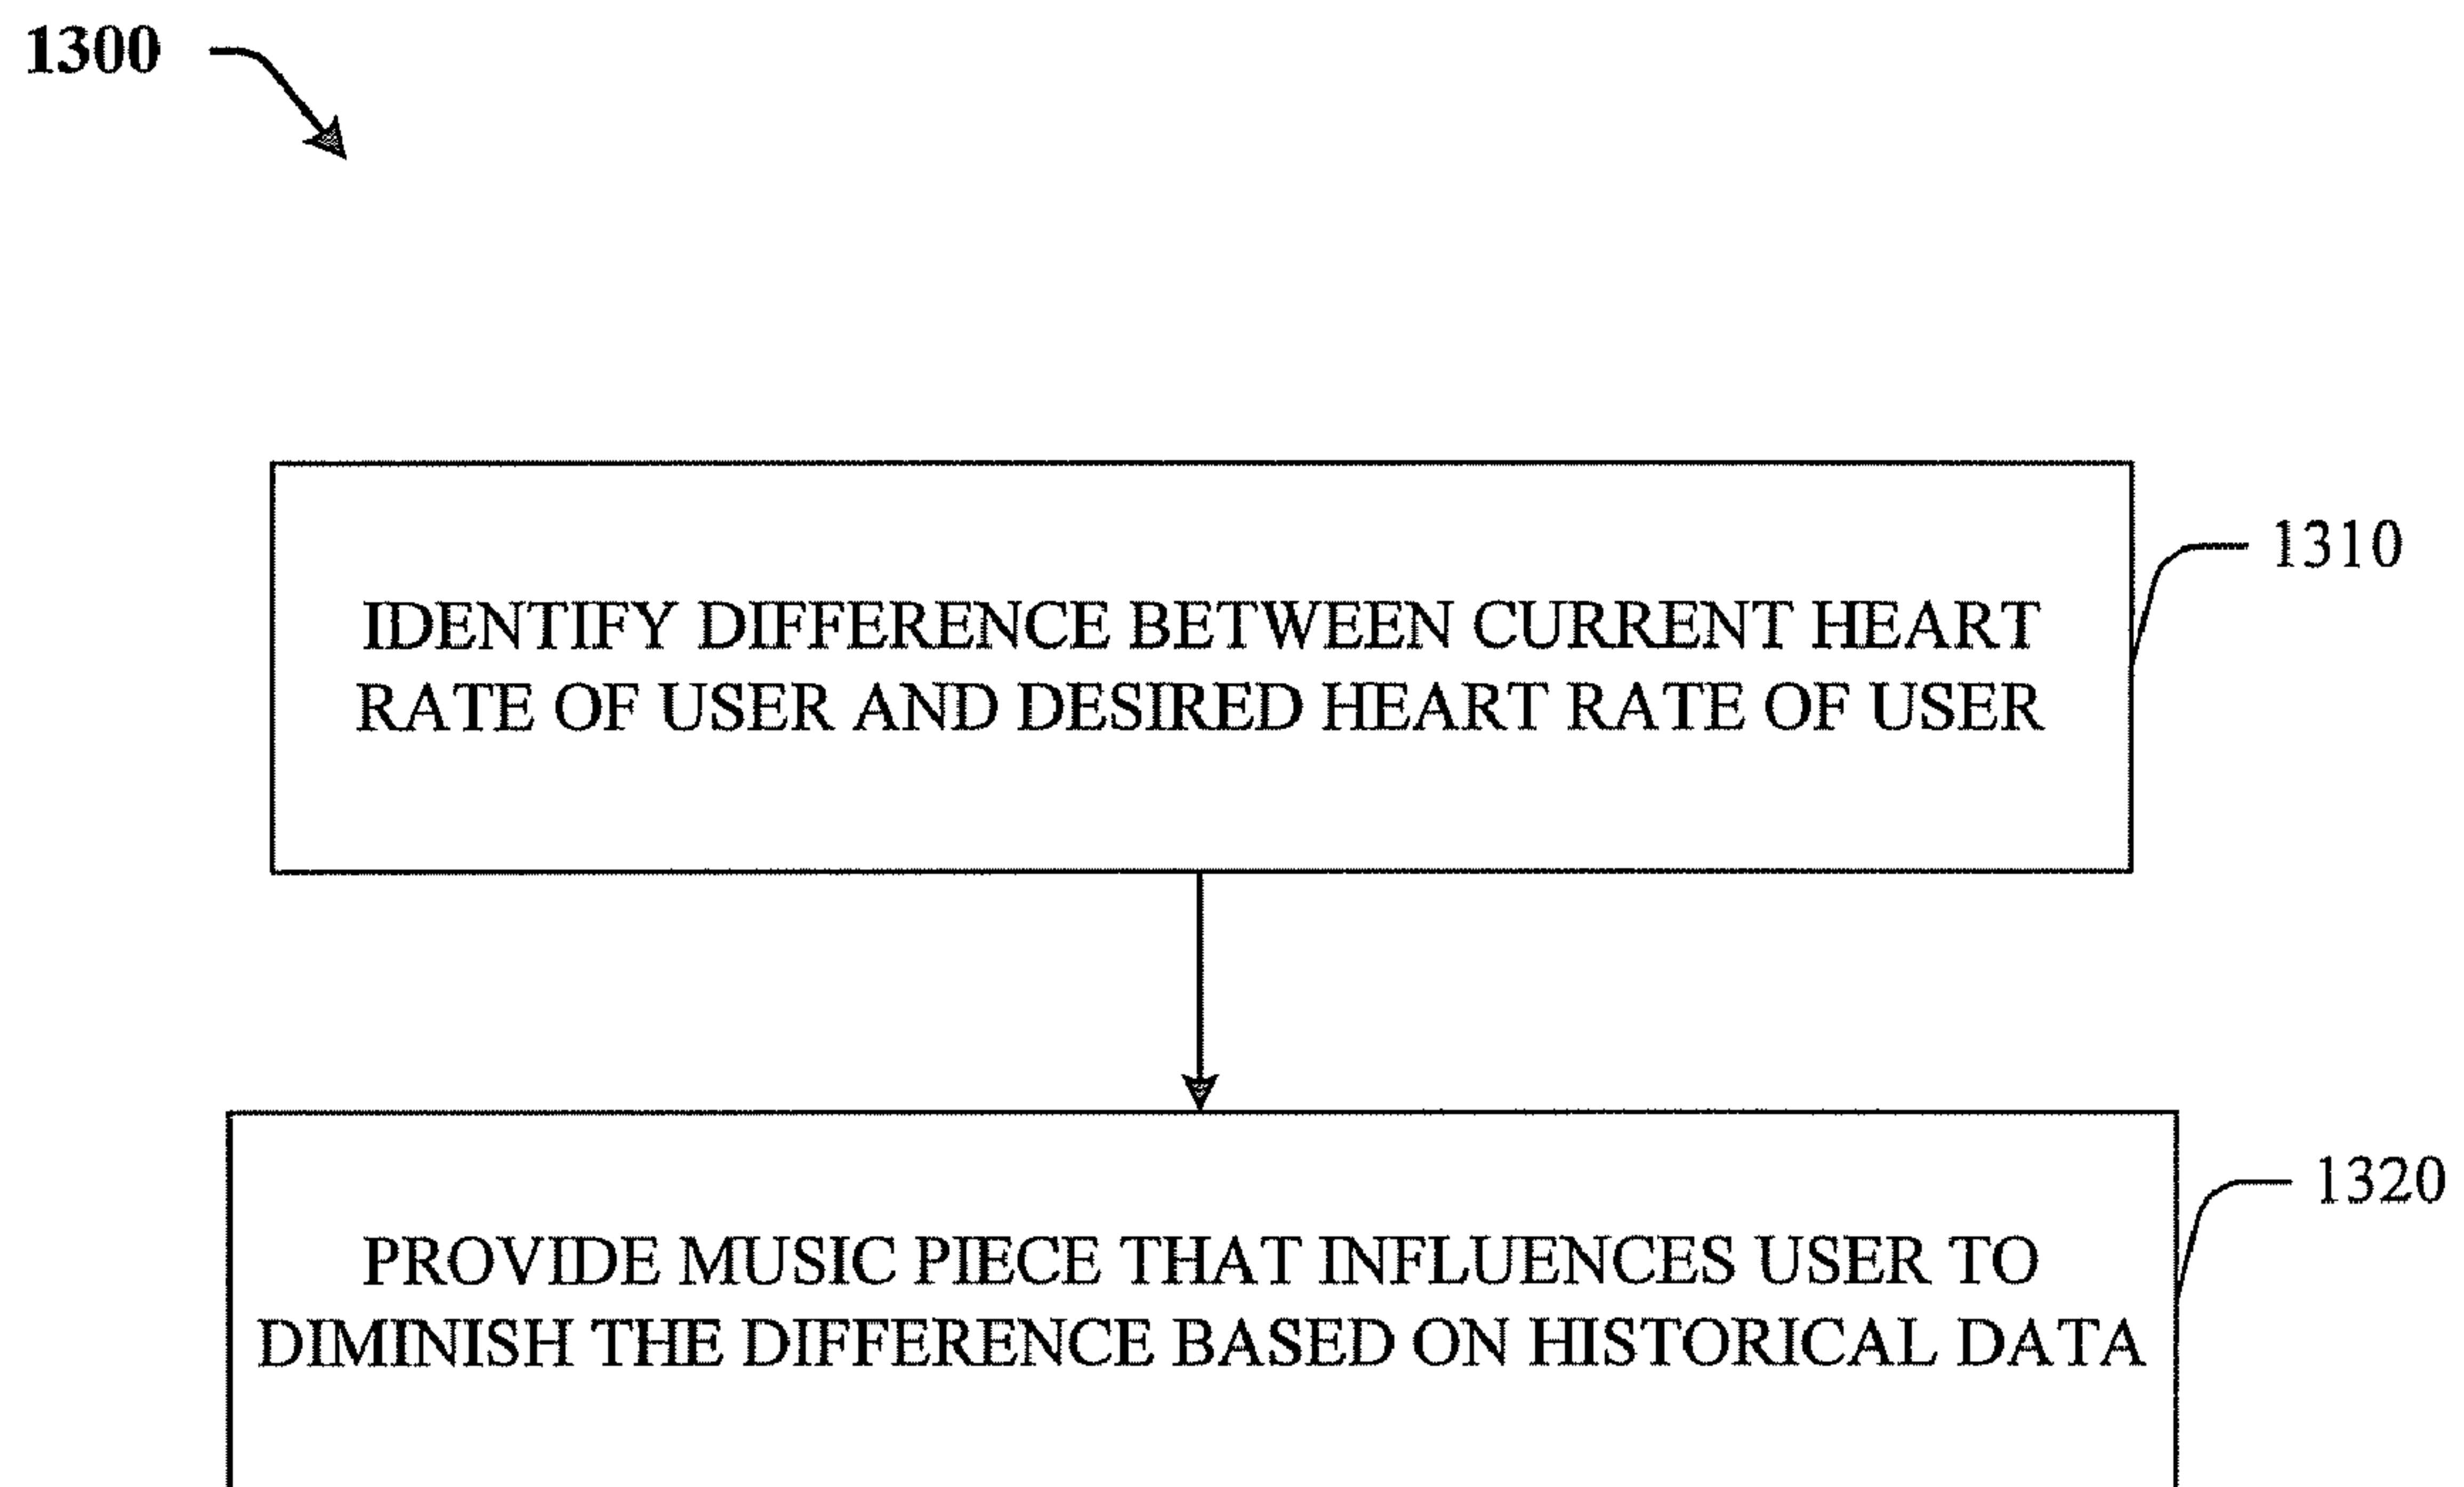 1300
1310
IDENTIFY DIFFERENCE BETWEEN CURRENT HEART
RATE OF USER AND DESIRED HEART RATE OF USER
1320
PROVIDE MUSIC PIECE THAT INFLUENCES USER TO
DIMINISH THE DIFFERENCE BASED ON HISTORICAL DATA